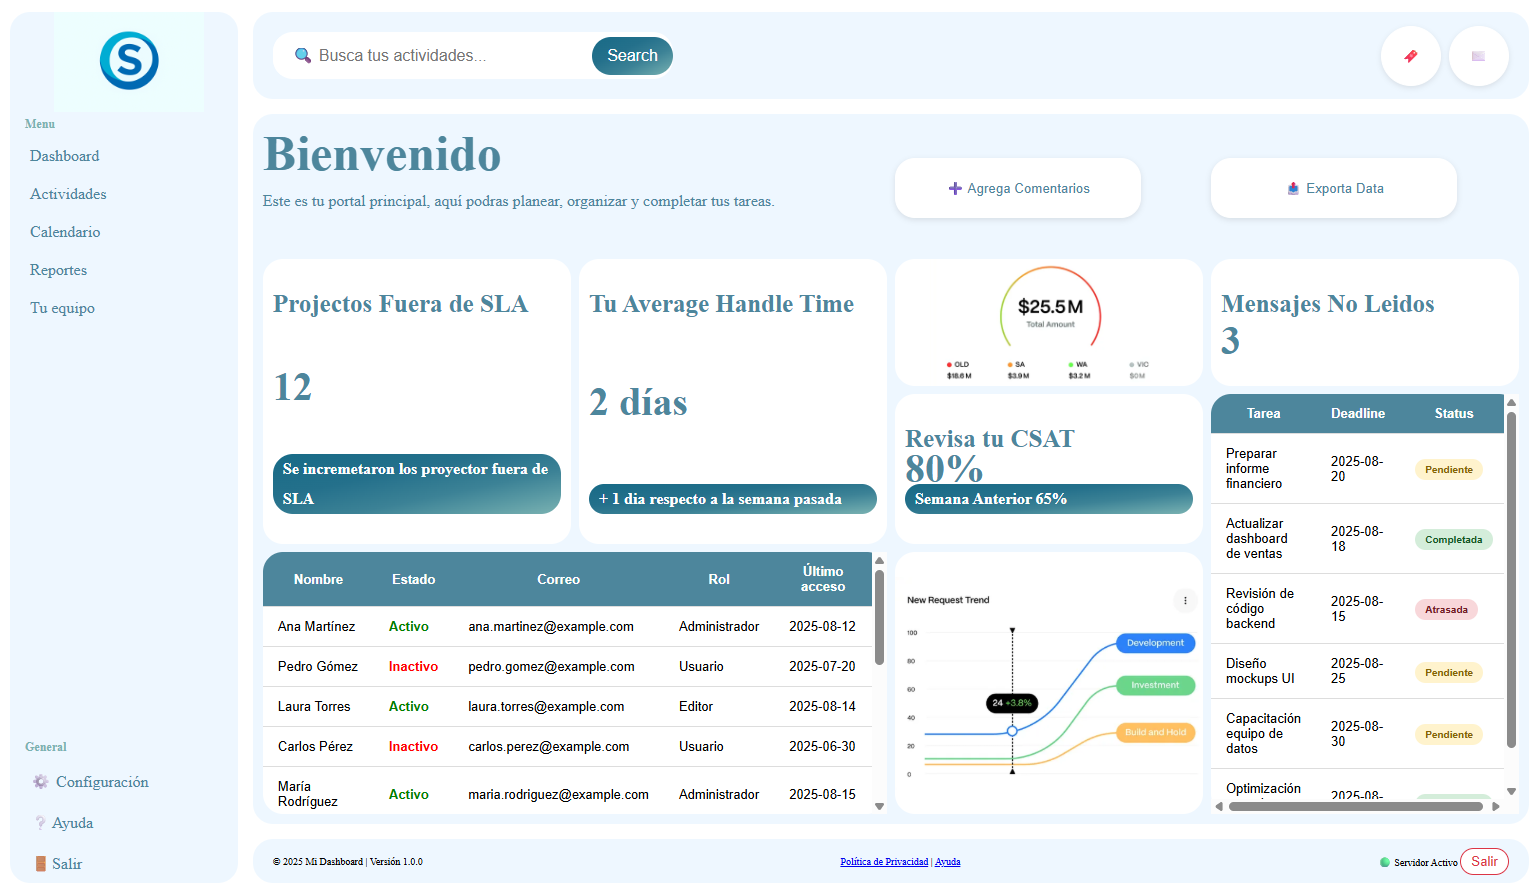 S
Menu
Dashboard
Actividades
Calendario
Reportes
Tu equipo
General
Configuración
Ayuda
Salir
Busca tus actividades...
Search
Bienvenido
Este es tu portal principal, aquí podras planear, organizar y completar tus tareas.
Agrega Comentarios
Exporta Data
Projectos Fuera de SLA
12
Se incremetaron los proyector fuera de
SLA
Tu Average Handle Time
2 días
+ 1 dia respecto a la semana pasada
$25.5M
Total Amount
OLD SA WA VIC
$18.6M $3.9M $3.2M $0M
Mensajes No Leidos
3
Revisa tu CSAT
80%
Semana Anterior 65%
Nombre Estado Correo Rol Último
acceso
Ana Martínez Activo ana.martinez@example.com Administrador 2025-08-12
Pedro Gómez Inactivo pedro.gomez@example.com Usuario 2025-07-20
Laura Torres Activo laura.torres@example.com Editor 2025-08-14
Carlos Pérez Inactivo carlos.perez@example.com Usuario 2025-06-30
María
Rodríguez Activo maria.rodriguez@example.com Administrador 2025-08-15
New Request Trend
100
80
60
40
20
0
Development
Investment
24 +3.8%
Build and Hold
Tarea Deadline Status
Preparar
informe
financiero
2025-08-
20
Pendiente
Actualizar
dashboard
de ventas
2025-08-
18
Completada
Revisión de
código
backend
2025-08-
15
Atrasada
Diseño
mockups UI
2025-08-
25
Pendiente
Capacitación
equipo de
datos
2025-08-
30
Pendiente
Optimización
2025-08-
© 2025 Mi Dashboard | Versión 1.0.0
Política de Privacidad | Ayuda
Servidor Activo
Salir